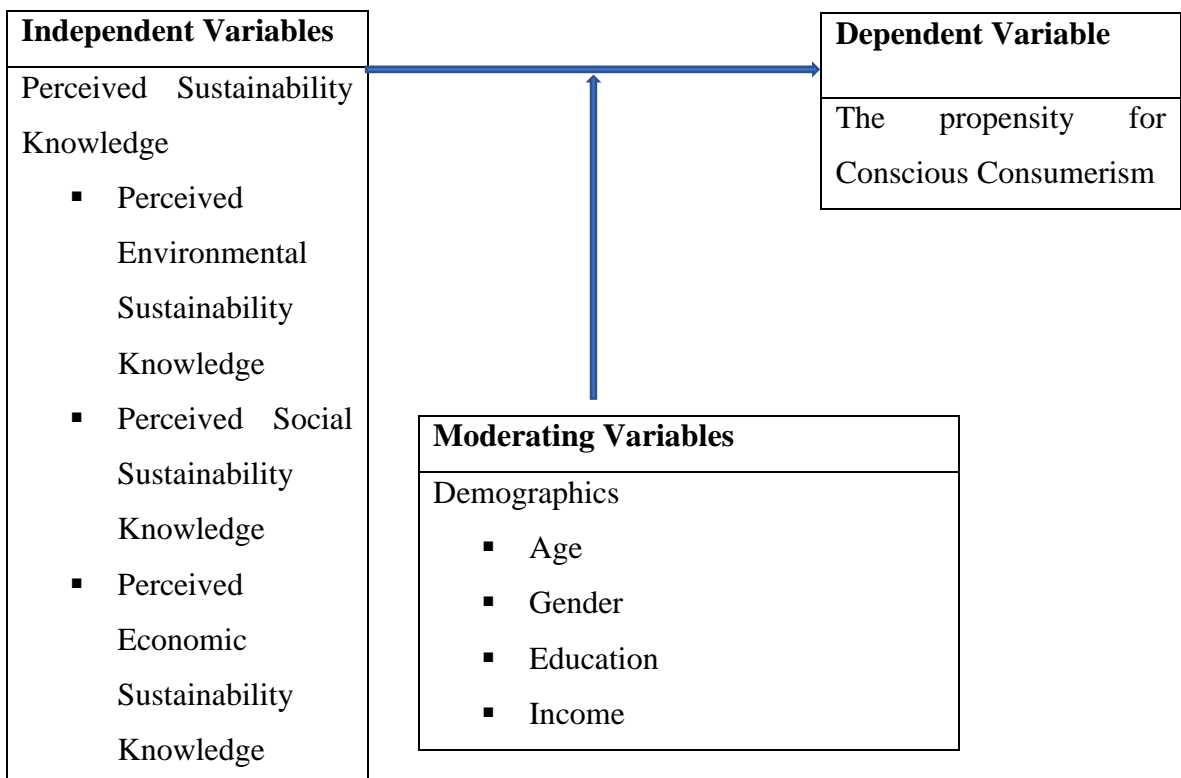 Independent Variables
Perceived Sustainability
Knowledge
▪ Perceived
Environmental
Sustainability
Knowledge
▪ Perceived Social
Sustainability
Knowledge
▪ Perceived
Economic
Sustainability
Knowledge
Dependent Variable
The propensity for
Conscious Consumerism
Moderating Variables
Demographics
▪ Age
▪ Gender
▪ Education
▪ Income